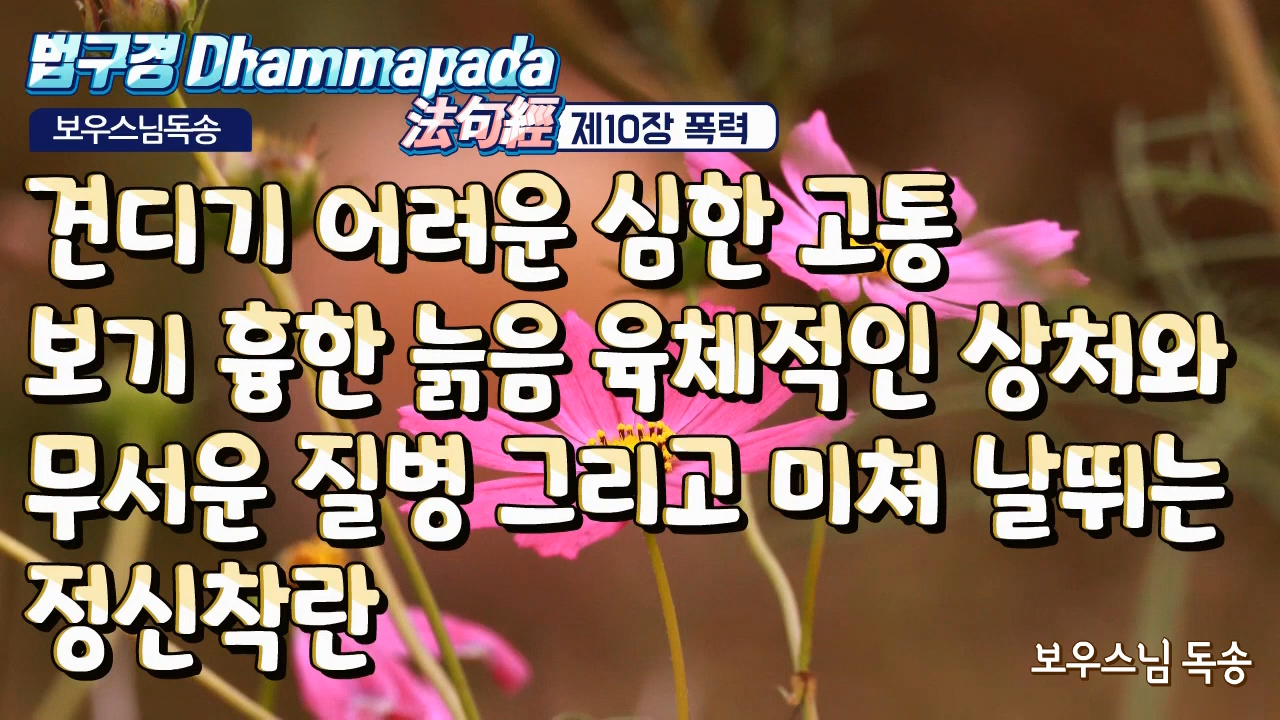 법구경 Dhammapada
보우스님독송
法句經 제10장 폭력
견디기 어려운 심한 고통
보기 흉한 늙음 육체적인 상처와
무서운 질병 그리고 미쳐 날뛰는
정신착란
보우스님 독송